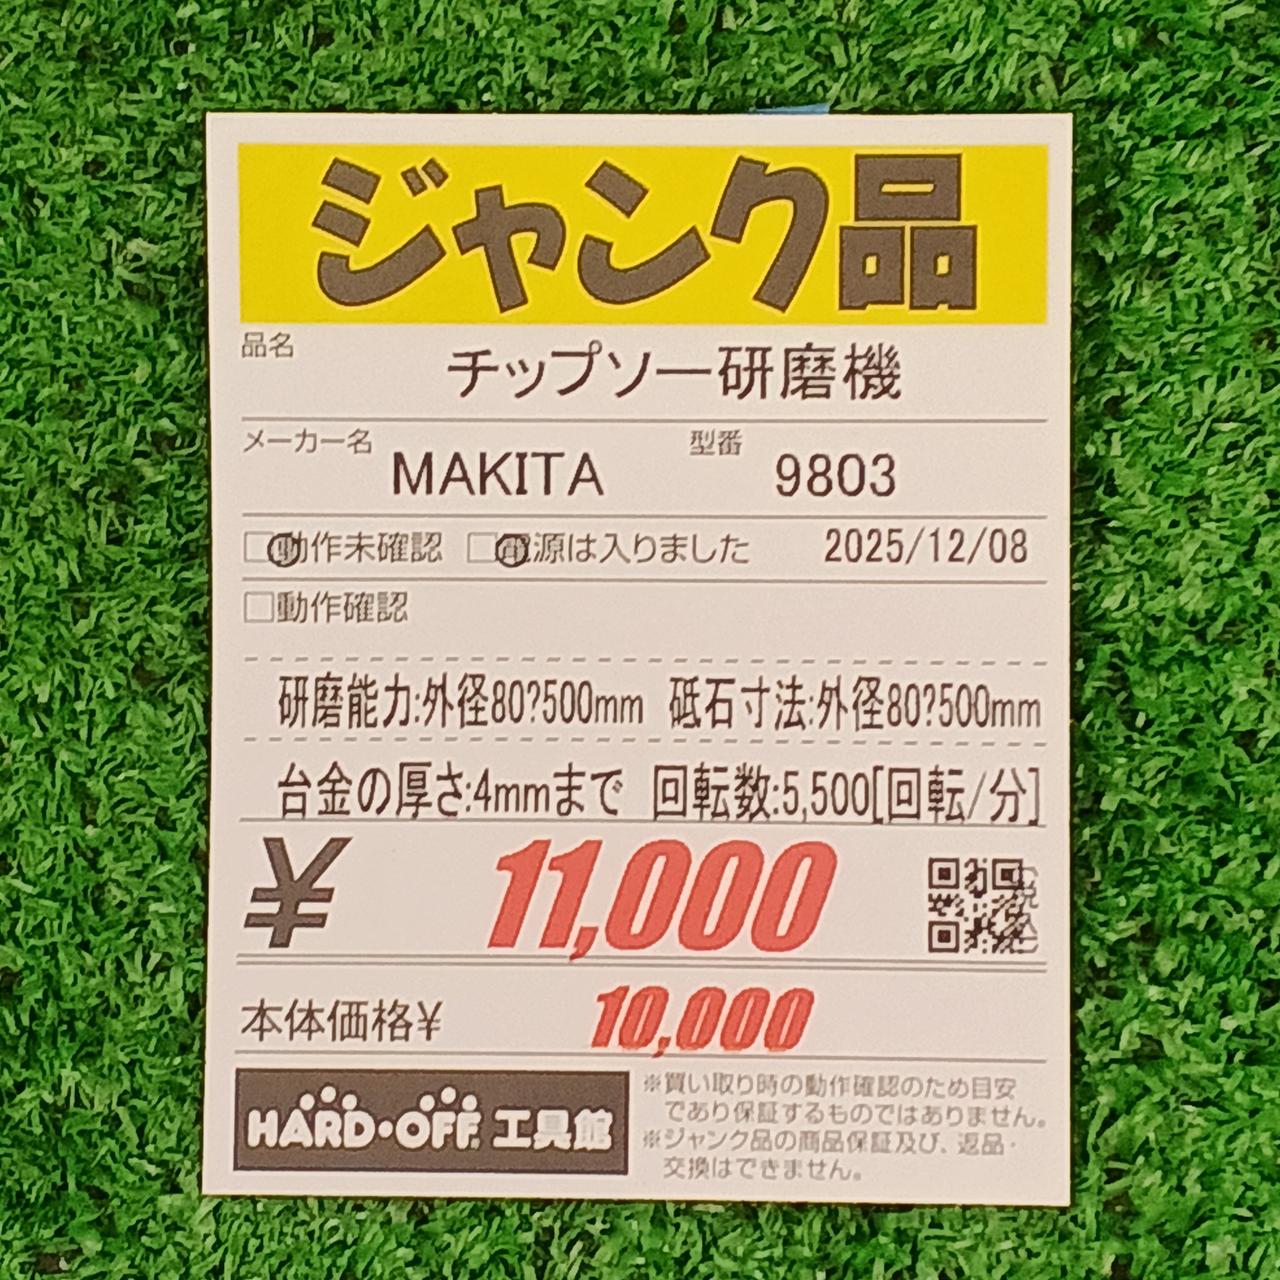 ジャンク品
品名
チップソー研磨機
メーカー名 MAKITA 型番 9803
□動作未確認 □電源は入りました 2025/12/08
□動作確認
研磨能力:外径80?500mm 砥石寸法:外径80?500mm
台金の厚さ:4mmまで 回転数:5,500[回転/分]
¥ 11,000 税込
本体価格¥ 10,000
HARD・OFF 工具館
※買い取り時の動作確認のため目安
であり保証するものではありません。
※ジャンク品の商品保証及び、返品・
交換はできません。